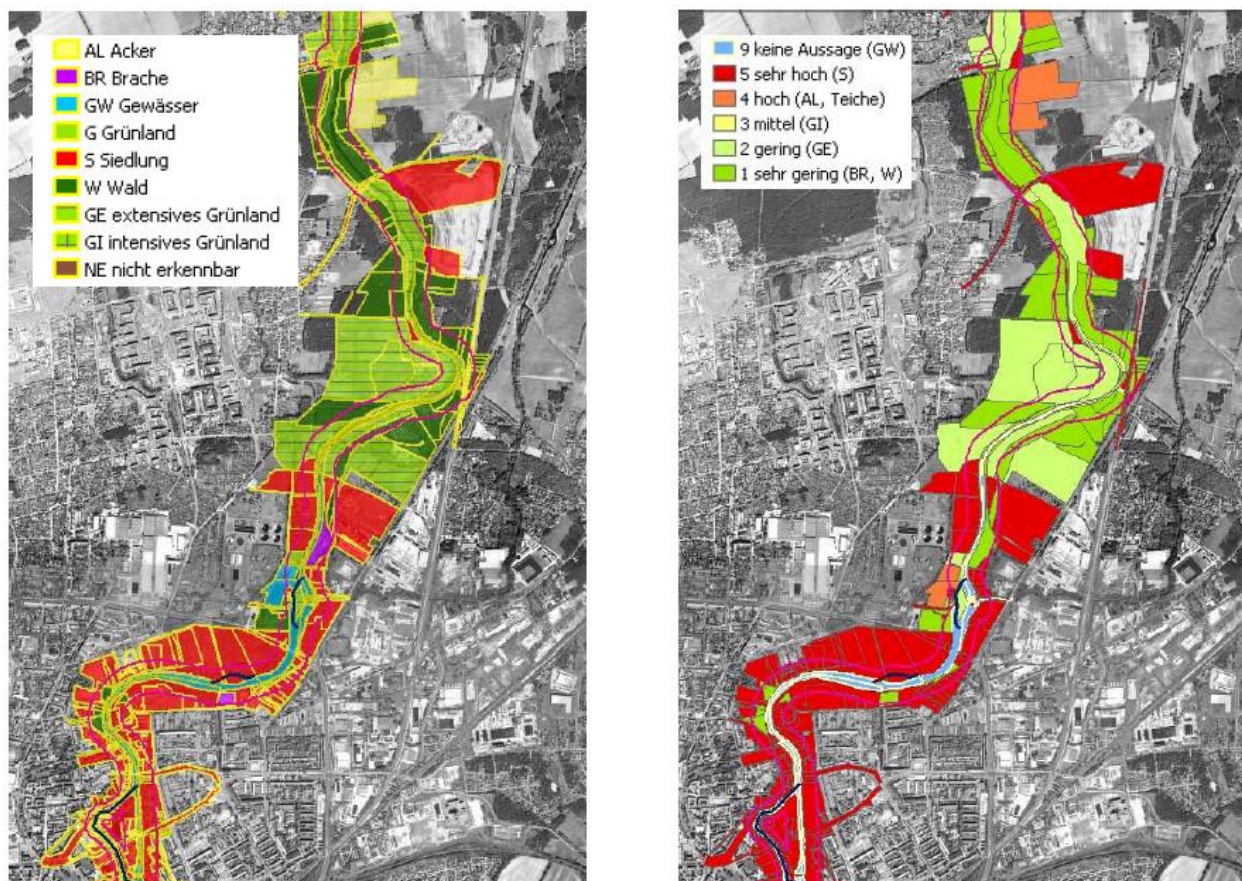 AL Acker
BR Brache
GW Gewässer
G Grünland
S Siedlung
W Wald
GE extensives Grünland
GI intensives Grünland
NE nicht erkennbar
9 keine Aussage (GW)
5 sehr hoch (S)
4 hoch (AL, Teiche)
3 mittel (GI)
2 gering (GE)
1 sehr gering (BR, W)